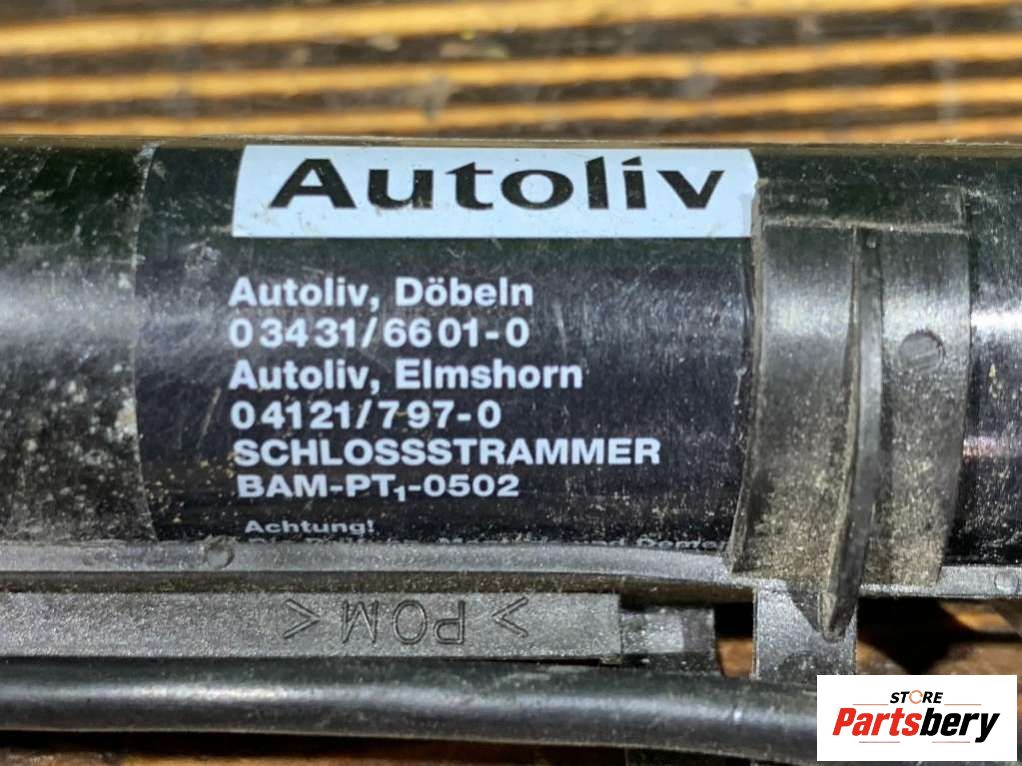 Autoliv
Autoliv, Döbeln
03431/6601-0
Autoliv, Elmshorn
04121/797-0
SCHLOSSSTRAMMER
BAM-PT₁-0502
Achtung!
>POM<
STORE
Partsbery